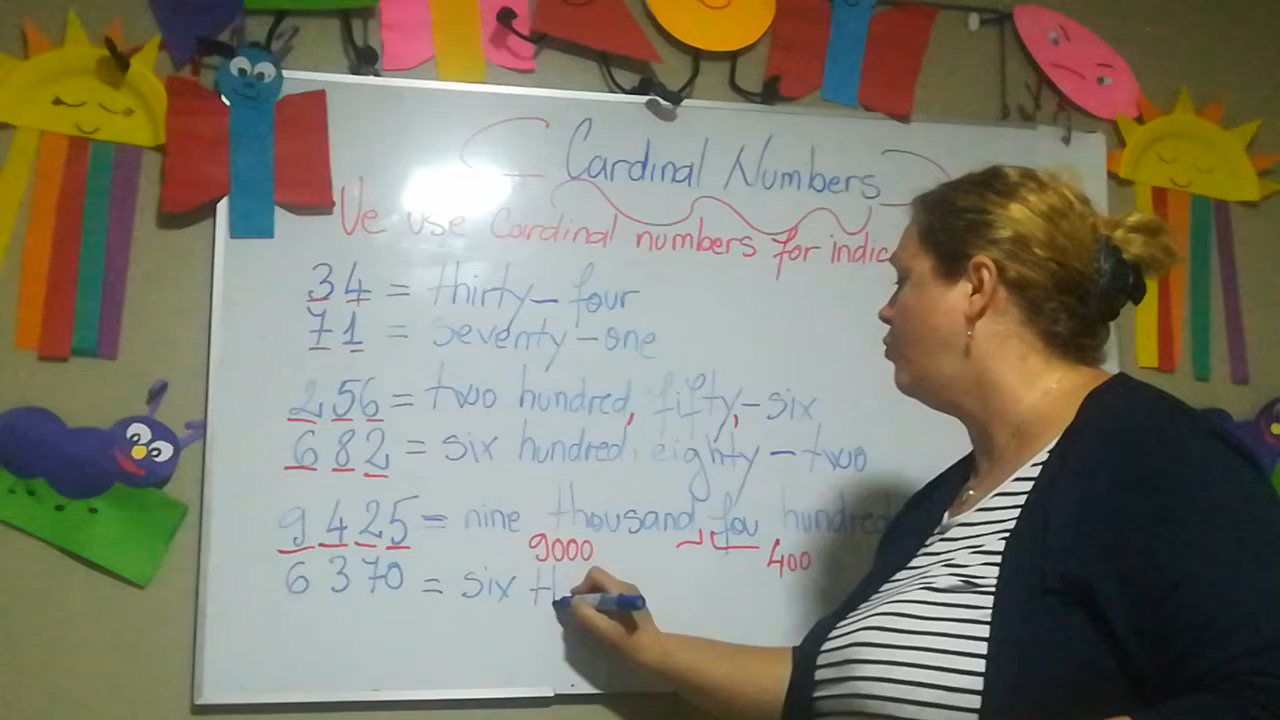 Cardinal Numbers
We use Cardinal numbers for indic
34 = thirty-four
71 = seventy-one
256 = two hundred, fifty,-six
682 = six hundred, eighty-two
9425 = nine thousand, fou hundred
9000 400
6370 = six th